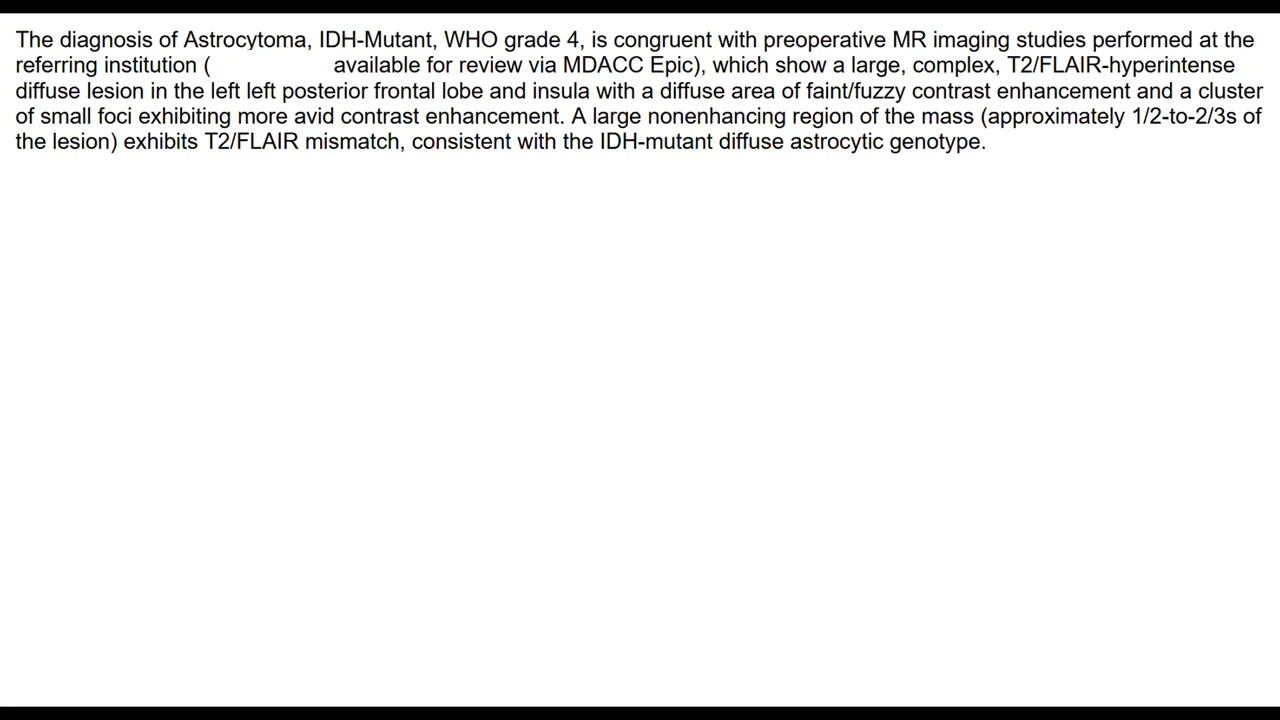 The diagnosis of Astrocytoma, IDH-Mutant, WHO grade 4, is congruent with preoperative MR imaging studies performed at the
referring institution ( available for review via MDACC Epic), which show a large, complex, T2/FLAIR-hyperintense
diffuse lesion in the left left posterior frontal lobe and insula with a diffuse area of faint/fuzzy contrast enhancement and a cluster
of small foci exhibiting more avid contrast enhancement. A large nonenhancing region of the mass (approximately 1/2-to-2/3s of
the lesion) exhibits T2/FLAIR mismatch, consistent with the IDH-mutant diffuse astrocytic genotype.